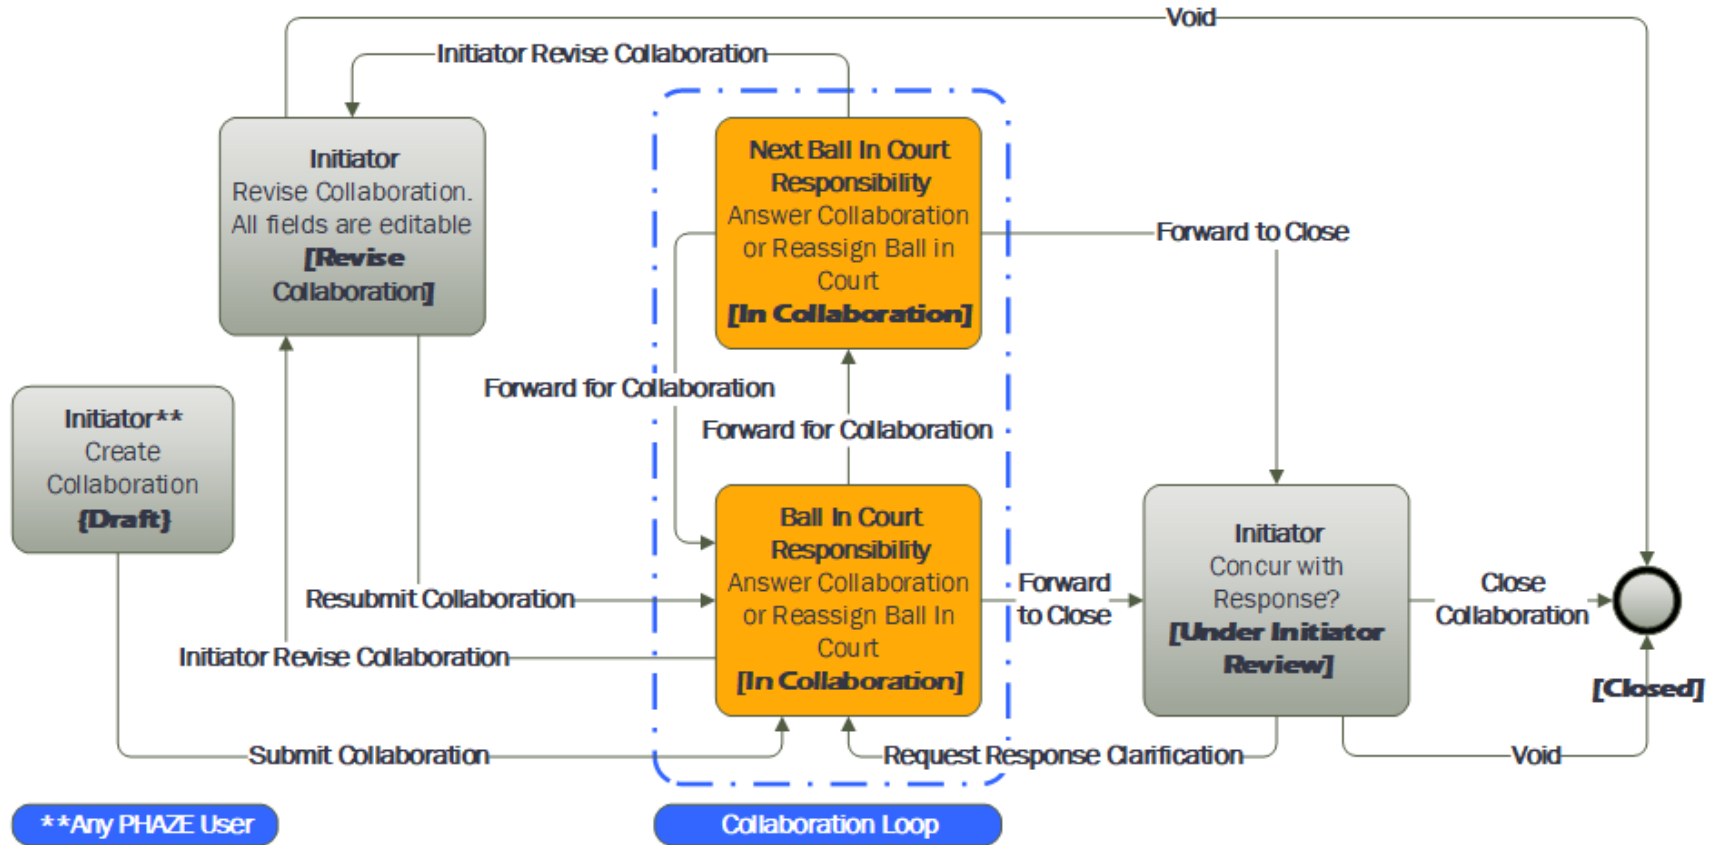 Void
Initiator Revise Collaboration
Initiator
Revise Collaboration.
All fields are editable
[Revise
Collaboration]
Next Ball In Court
Responsibility
Answer Collaboration
or Reassign Ball in
Court
[In Collaboration]
Forward to Close
Forward for Collaboration
Forward for Collaboration
Initiator**
Create
Collaboration
{Draft}
Ball In Court
Responsibility
Answer Collaboration
or Reassign Ball In
Court
[In Collaboration]
Forward
to Close
Initiator
Concur with
Response?
[Under Initiator
Review]
Close
Collaboration
Resubmit Collaboration
Initiator Revise Collaboration
[Closed]
Submit Collaboration
Request Response Clarification
Void
**Any PHAZE User
Collaboration Loop